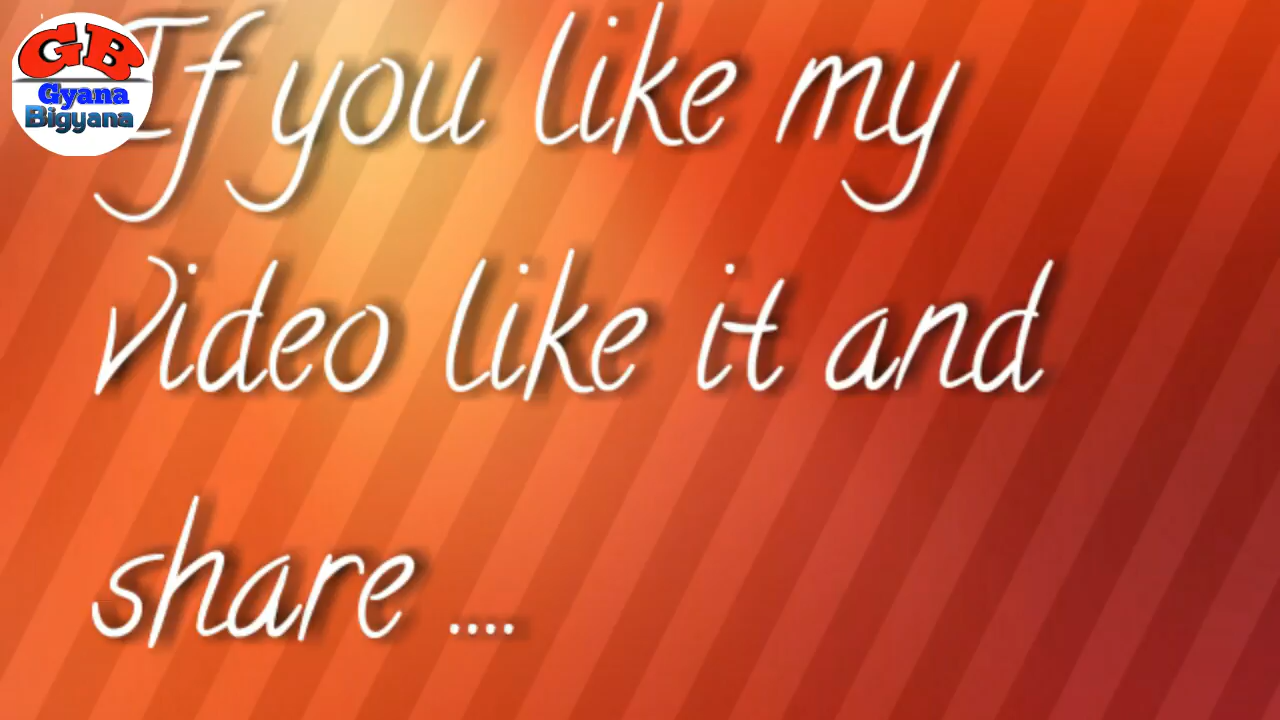 GB
Gyana
Bigyana
If you like my
video like it and
share ....